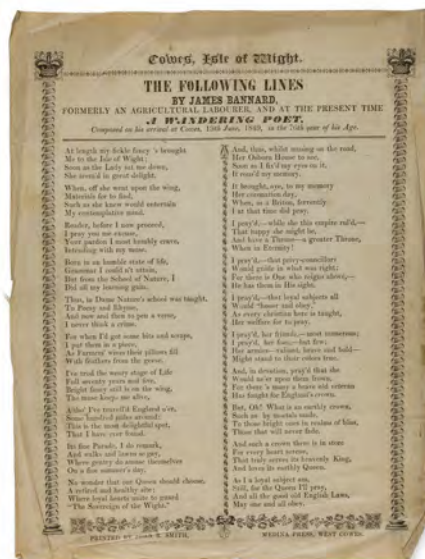 Cowes, Isle of Wight.
THE FOLLOWING LINES
BY JAMES BANNARD,
FORMERLY AN AGRICULTURAL LABOURER, AND AT THE PRESENT TIME
A WANDERING POET,
Composed on his arrival at Cowes, 15th June, 1849, in the 76th year of his Age.
At length my fickle fancy's brought
Me to the Isle of Wight;
Soon as the Lady sat me down,
She seemed in great delight.
When, off she went upon the wing,
Materials for to find,
Such as she knew would entertain
My contemplative mind.
Reader, before I now proceed,
I pray you me excuse,
Your pardon I most humbly crave,
Intruding with my muse.
Born in an humble state of life,
Grammar I could n't attain,
But from the School of Nature, I
Did all my learning gain.
Thus, in Dame Nature's school was taught,
To Poesy and Rhyme,
And now and then to pen a verse,
I never think a crime.
For when I'd got some bits and scraps,
I put them in a piece,
As Farmers' wives their pillows fill
With feathers from the geese.
I've tried the weary stage of Life
Full seventy years and five,
Bright fancy still is on the wing,
The muse keeps me alive,
Altho' I've travell'd England o'er,
Some hundred miles around;
This is the most delightful spot,
That I have ever found.
Its fine Parade, I do remark,
And walks and lawns so gay,
Where gentry do amuse themselves
On a fine summer's day.
No wonder that our Queen should choose,
A retired and healthy site;
Where loyal hearts unite to guard
"The Sovereign of the Wight."
And, thus, whilst musing on the road,
Her Osborn House to see,
Soon as I fix'd my eyes on it,
It rous'd my memory.
It brought, aye, to my memory
Her coronation day,
When, as a Briton, fervently
I at that time did pray.
I pray'd,—while she this empire rul'd,—
That happy she might be,
And have a Throne—a greater Throne,
When in Eternity!
I pray'd,—that privy-councillors
Would guide in what was right;
For there is One who reigns above,—
He has them in His sight.
I pray'd,—that loyal subjects all
Would "honor and obey,"
As every christian here is taught,
Her welfare for to pray.
I pray'd, her friends,—most numerous;
I pray'd, her foes,—but few;
Her armies—valiant, brave and bold—
Might stand to their colors true.
And, in devotion, pray'd that she
Would ne'er upon them frown,
For there's many a brave old veteran
Has fought for England's crown.
But, Oh! What is an earthly crown,
Such as by mortals made,
To those bright ones in realms of bliss,
Those that will never fade.
And such a crown there is in store
For every heart serene,
That truly serves its heavenly King,
And loves its earthly Queen.
As I a loyal subject am,
Still, for the Queen I'll pray,
And all the good old English Laws,
May one and all obey.
PRINTED BY JOHN R. SMITH, MEDINA PRESS, WEST COWES.